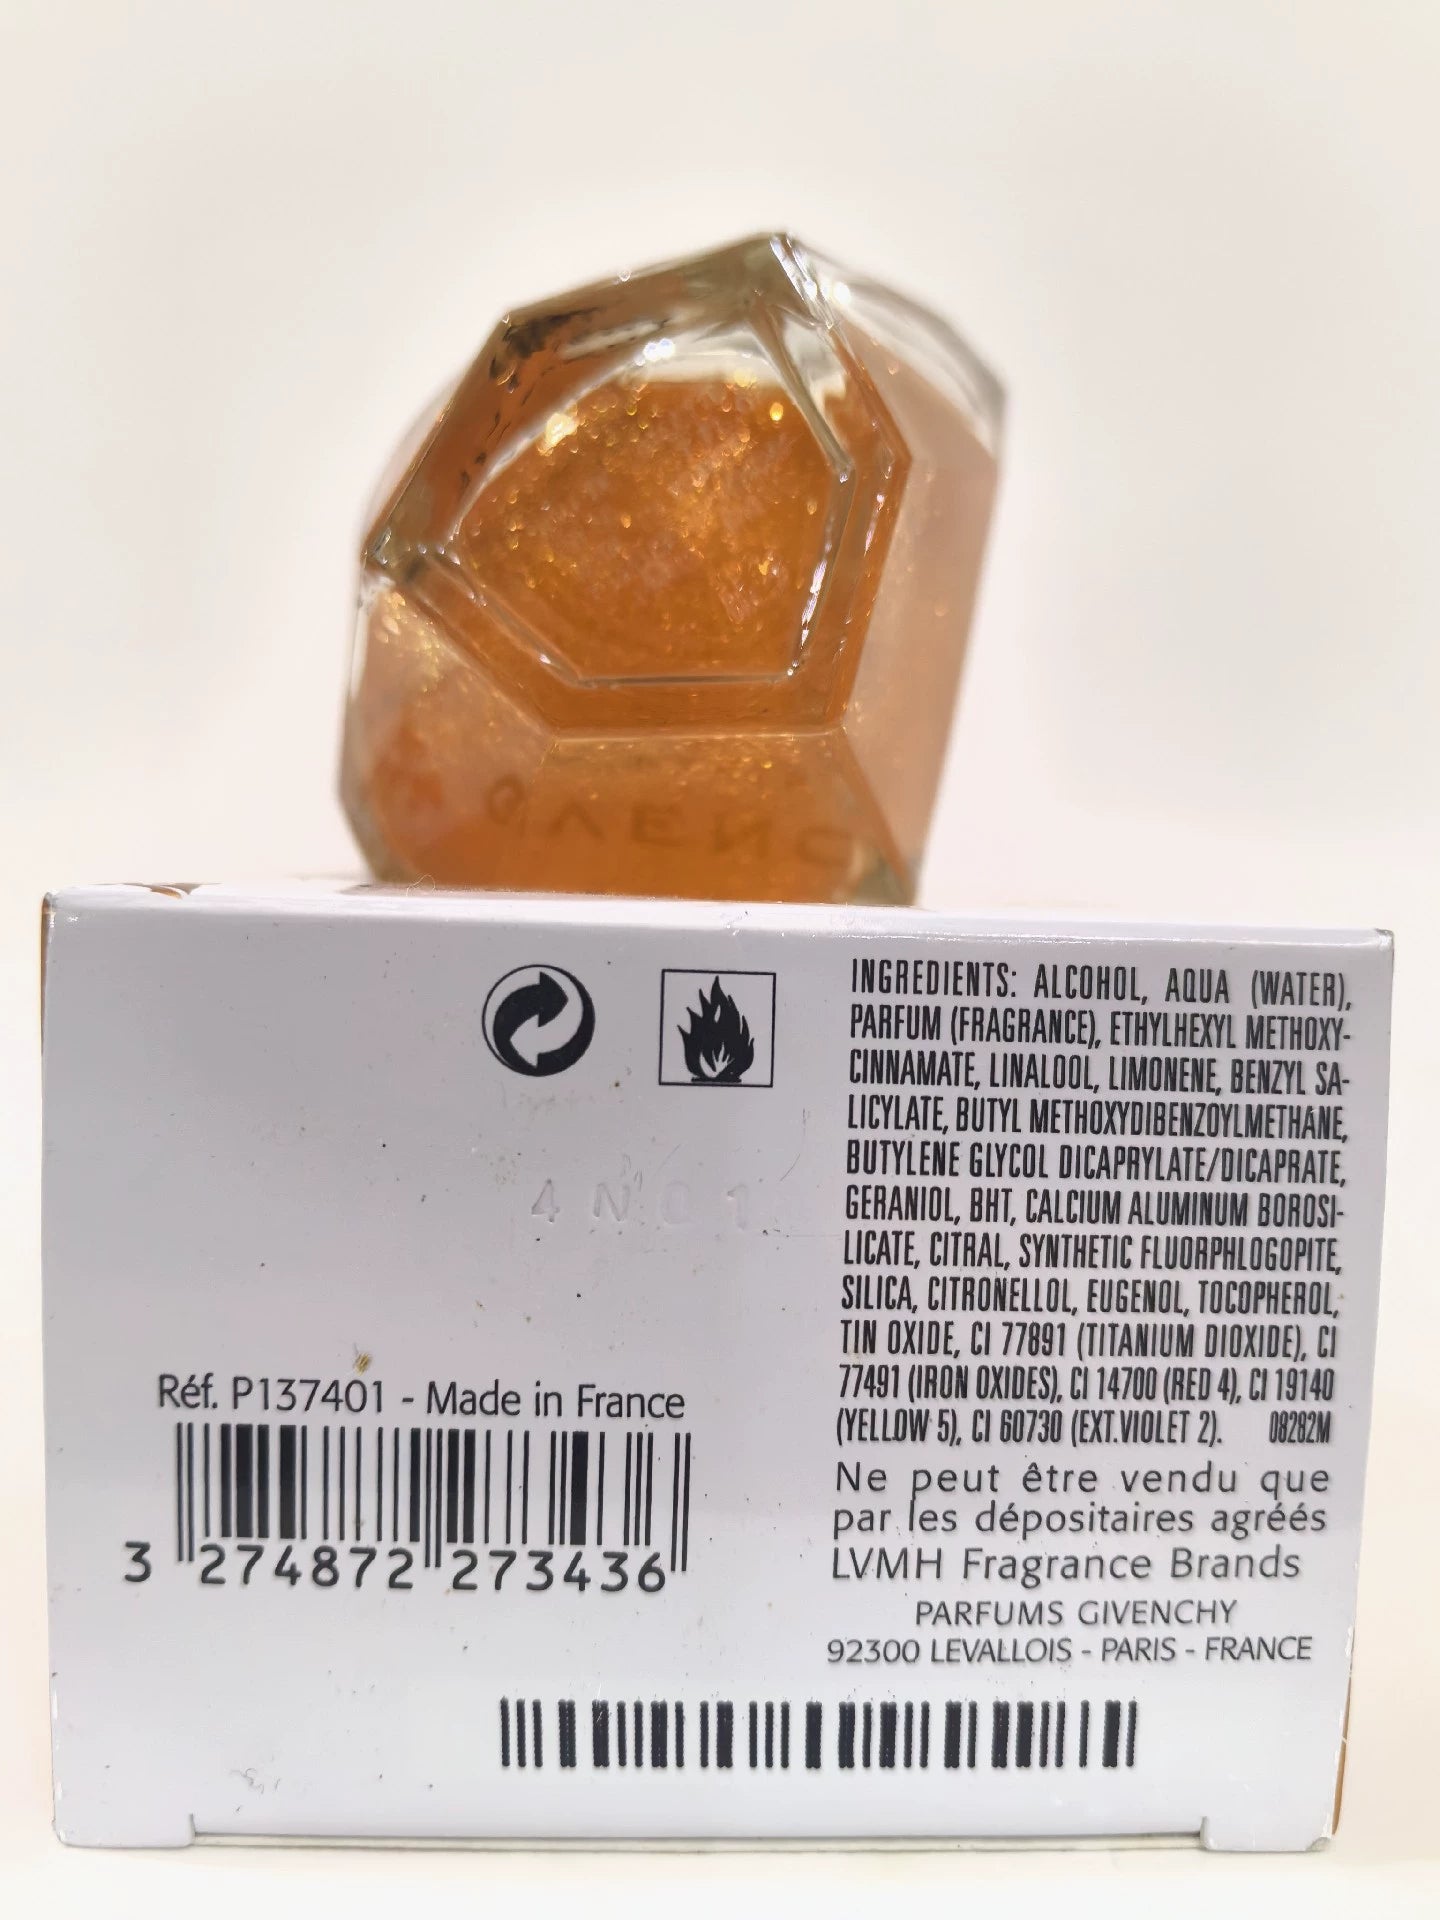 INGREDIENTS: ALCOHOL, AQUA (WATER),
PARFUM (FRAGRANCE), ETHYLHEXYL METHOXY-
CINNAMATE, LINALOOL, LIMONENE, BENZYL SA-
LICYLATE, BUTYL METHOXYDIBENZOYLMETHANE,
BUTYLENE GLYCOL DICAPRYLATE/DICAPRATE,
GERANIOL, BHT, CALCIUM ALUMINUM BOROSI-
LICATE, CITRAL, SYNTHETIC FLUORPHLOGOPITE,
SILICA, CITRONELLOL, EUGENOL, TOCOPHEROL,
TIN OXIDE, CI 77891 (TITANIUM DIOXIDE), CI
77491 (IRON OXIDES), CI 14700 (RED 4), CI 19140
(YELLOW 5), CI 60730 (EXT.VIOLET 2). 08282M
Ne peut être vendu que
par les dépositaires agréés
LVMH Fragrance Brands
PARFUMS GIVENCHY
92300 LEVALLOIS - PARIS - FRANCE
4N01
Réf. P137401 - Made in France
3 274872 273436